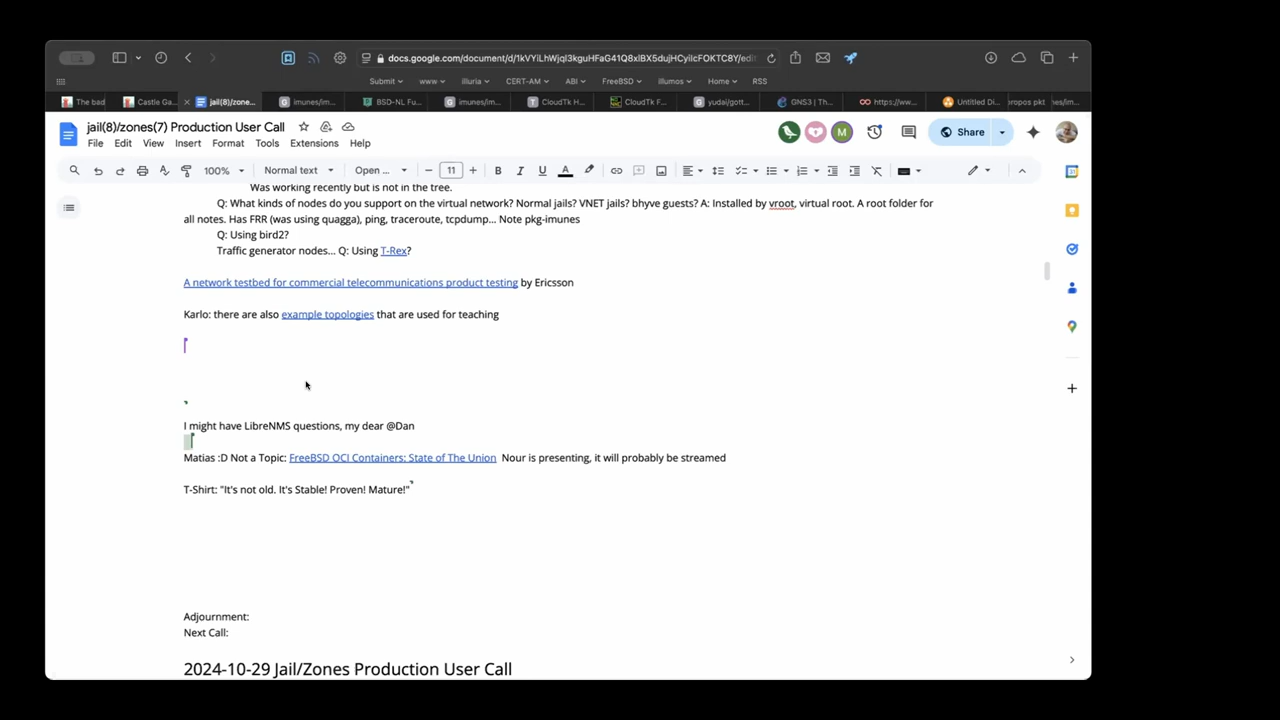 docs.google.com/document/d/1kVYiLhWjql3kguHFaG41Q8xlBX5dujHCyilcFOKTC8Y/edi
Submit www illuria CERT-AM ABI FreeBSD illumos Home RSS
The bad Castle Ga... jail(8)/zone... imunes/im... BSD-NL Fu... imunes/im... CloudTk H... CloudTk F... yudai/gott... GNS3 | Th... https://ww... Untitled Di... propos pkt nes/im...
jail(8)/zones(7) Production User Call
M
Share
File Edit View Insert Format Tools Extensions Help
100% Normal text Open ... 11 B I U A
Was working recently but is not in the tree.
Q: What kinds of nodes do you support on the virtual network? Normal jails? VNET jails? bhyve guests? A: Installed by vroot, virtual root. A root folder for
all notes. Has FRR (was using quagga), ping, traceroute, tcpdump... Note pkg-imunes
Q: Using bird2?
Traffic generator nodes... Q: Using T-Rex?
A network testbed for commercial telecommunications product testing by Ericsson
Karlo: there are also example topologies that are used for teaching
I might have LibreNMS questions, my dear @Dan
Matias :D Not a Topic: FreeBSD OCI Containers: State of The Union Nour is presenting, it will probably be streamed
T-Shirt: "It's not old. It's Stable! Proven! Mature!"
Adjournment:
Next Call:
2024-10-29 Jail/Zones Production User Call